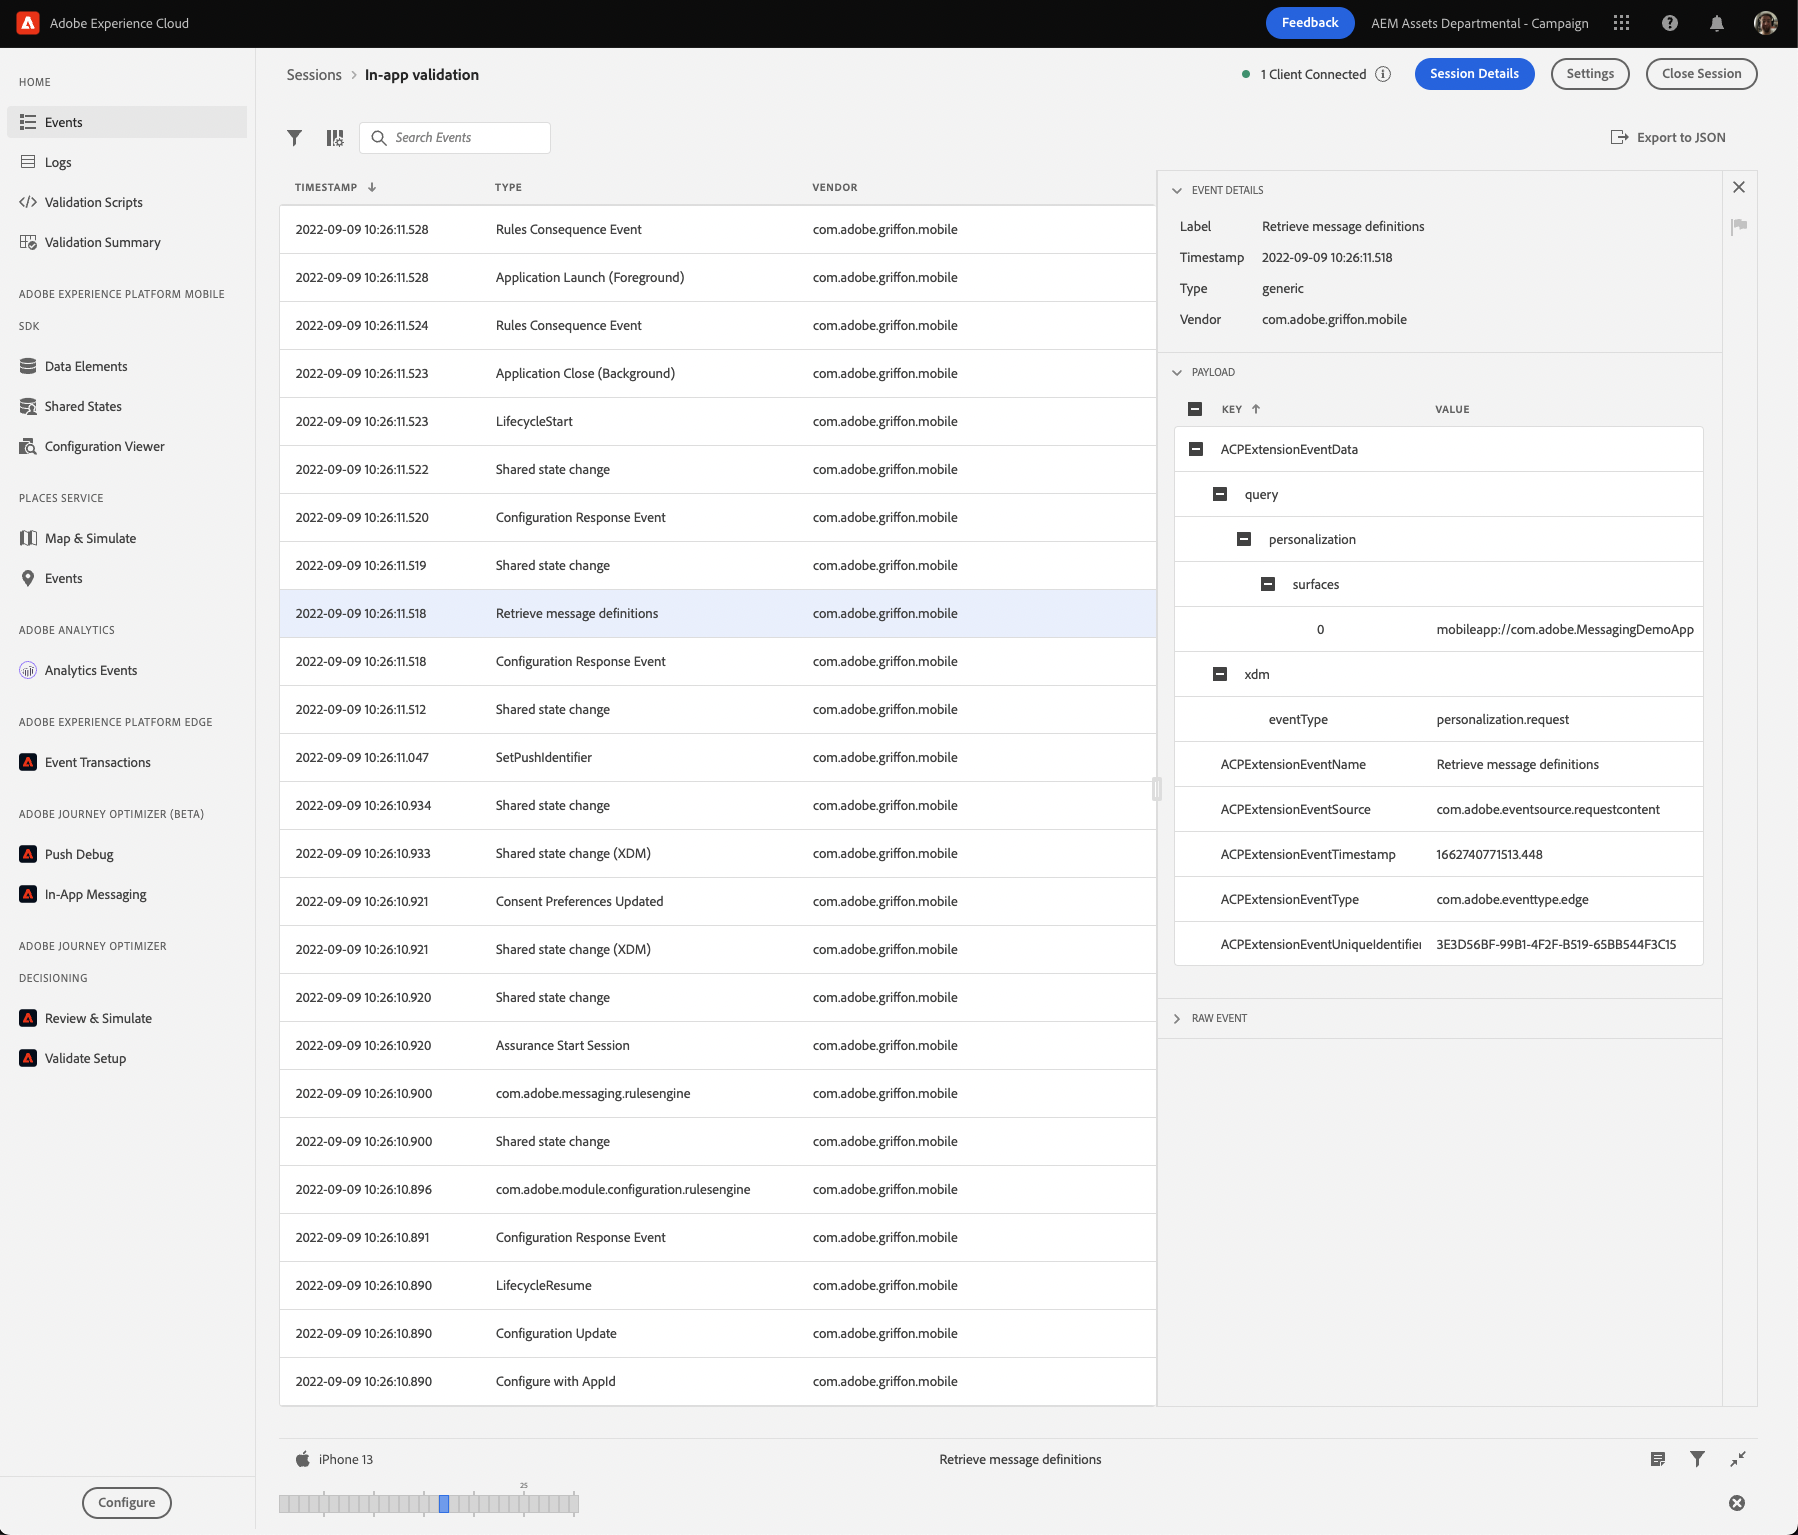 Adobe Experience Cloud
Feedback
AEM Assets Departmental - Campaign
HOME
Events
Logs
Validation Scripts
Validation Summary
ADOBE EXPERIENCE PLATFORM MOBILE
SDK
Data Elements
Shared States
Configuration Viewer
PLACES SERVICE
Map & Simulate
Events
ADOBE ANALYTICS
Analytics Events
ADOBE EXPERIENCE PLATFORM EDGE
Event Transactions
ADOBE JOURNEY OPTIMIZER (BETA)
Push Debug
In-App Messaging
ADOBE JOURNEY OPTIMIZER
DECISIONING
Review & Simulate
Validate Setup
Configure
Sessions > In-app validation
1 Client Connected
Session Details
Settings
Close Session
Search Events
Export to JSON
TIMESTAMP TYPE VENDOR
2022-09-09 10:26:11.528 Rules Consequence Event com.adobe.griffon.mobile
2022-09-09 10:26:11.528 Application Launch (Foreground) com.adobe.griffon.mobile
2022-09-09 10:26:11.524 Rules Consequence Event com.adobe.griffon.mobile
2022-09-09 10:26:11.523 Application Close (Background) com.adobe.griffon.mobile
2022-09-09 10:26:11.523 LifecycleStart com.adobe.griffon.mobile
2022-09-09 10:26:11.522 Shared state change com.adobe.griffon.mobile
2022-09-09 10:26:11.520 Configuration Response Event com.adobe.griffon.mobile
2022-09-09 10:26:11.519 Shared state change com.adobe.griffon.mobile
2022-09-09 10:26:11.518 Retrieve message definitions com.adobe.griffon.mobile
2022-09-09 10:26:11.518 Configuration Response Event com.adobe.griffon.mobile
2022-09-09 10:26:11.512 Shared state change com.adobe.griffon.mobile
2022-09-09 10:26:11.047 SetPushIdentifier com.adobe.griffon.mobile
2022-09-09 10:26:10.934 Shared state change com.adobe.griffon.mobile
2022-09-09 10:26:10.933 Shared state change (XDM) com.adobe.griffon.mobile
2022-09-09 10:26:10.921 Consent Preferences Updated com.adobe.griffon.mobile
2022-09-09 10:26:10.921 Shared state change (XDM) com.adobe.griffon.mobile
2022-09-09 10:26:10.920 Shared state change com.adobe.griffon.mobile
2022-09-09 10:26:10.920 Assurance Start Session com.adobe.griffon.mobile
2022-09-09 10:26:10.900 com.adobe.messaging.rulesengine com.adobe.griffon.mobile
2022-09-09 10:26:10.900 Shared state change com.adobe.griffon.mobile
2022-09-09 10:26:10.896 com.adobe.module.configuration.rulesengine com.adobe.griffon.mobile
2022-09-09 10:26:10.891 Configuration Response Event com.adobe.griffon.mobile
2022-09-09 10:26:10.890 LifecycleResume com.adobe.griffon.mobile
2022-09-09 10:26:10.890 Configuration Update com.adobe.griffon.mobile
2022-09-09 10:26:10.890 Configure with AppId com.adobe.griffon.mobile
EVENT DETAILS
Label Retrieve message definitions
Timestamp 2022-09-09 10:26:11.518
Type generic
Vendor com.adobe.griffon.mobile
PAYLOAD
KEY VALUE
ACPExtensionEventData
query
personalization
surfaces
0 mobileapp://com.adobe.MessagingDemoApp
xdm
eventType personalization.request
ACPExtensionEventName Retrieve message definitions
ACPExtensionEventSource com.adobe.eventsource.requestcontent
ACPExtensionEventTimestamp 1662740771513.448
ACPExtensionEventType com.adobe.eventtype.edge
ACPExtensionEventUniqueIdentifier 3E3D56BF-99B1-4F2F-B519-65BB544F3C15
RAW EVENT
iPhone 13
Retrieve message definitions
25